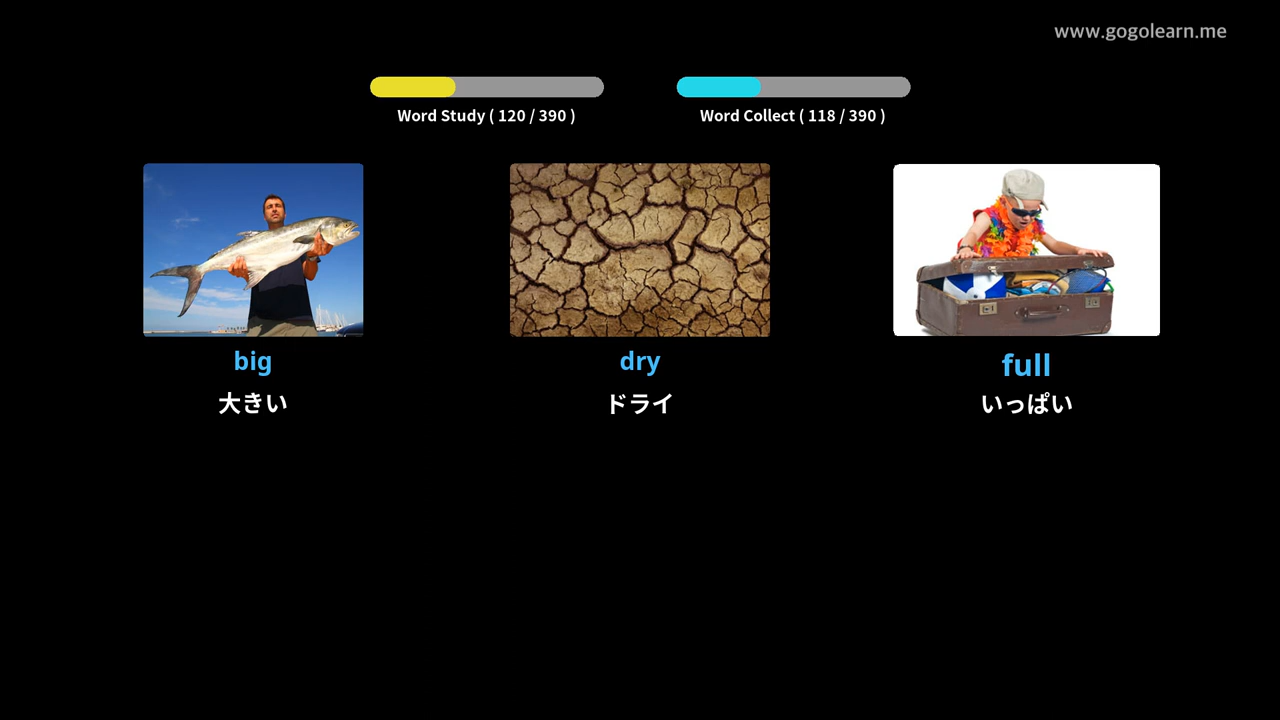 www.gogolearn.me
Word Study ( 120 / 390 )
Word Collect ( 118 / 390 )
big
dry
full
大きい
ドライ
いっぱい